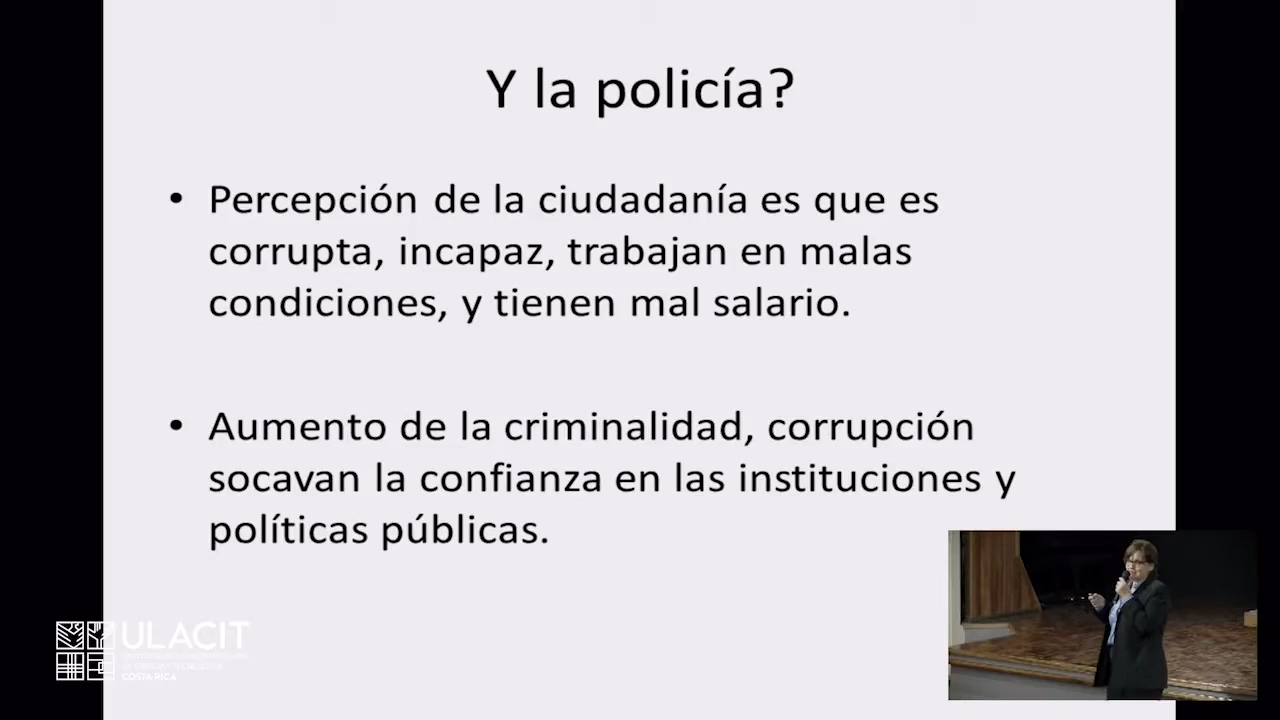 Y la policía?
• Percepción de la ciudadanía es que es
corrupta, incapaz, trabajan en malas
condiciones, y tienen mal salario.
• Aumento de la criminalidad, corrupción
socavan la confianza en las instituciones y
políticas públicas.
ULACIT
COSTA RICA